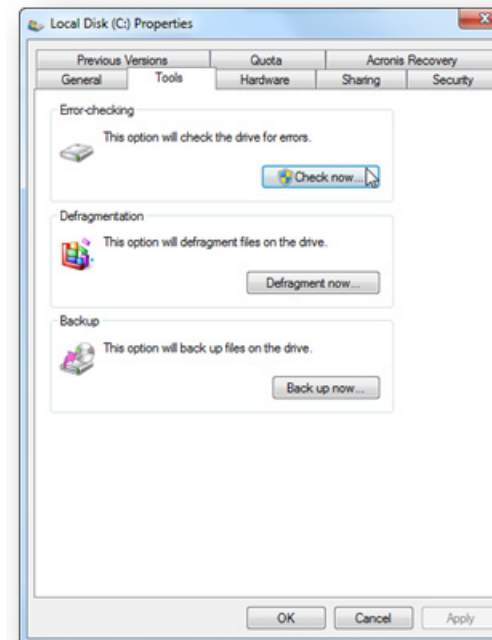 Local Disk (C:) Properties
Previous Versions Quota Acronis Recovery
General Tools Hardware Sharing Security
Error-checking
This option will check the drive for errors.
Check now...
Defragmentation
This option will defragment files on the drive.
Defragment now...
Backup
This option will back up files on the drive.
Back up now...
OK Cancel Apply